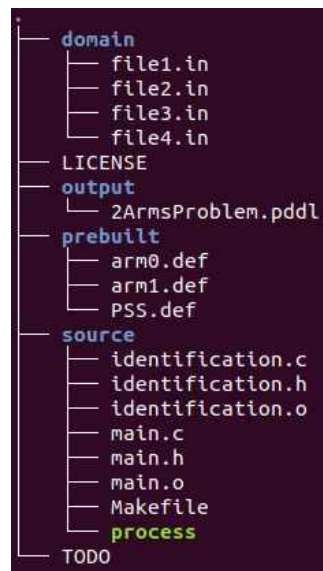 .
domain
file1.in
file2.in
file3.in
file4.in
LICENSE
output
2ArmsProblem.pddl
prebuilt
arm0.def
arm1.def
PSS.def
source
identification.c
identification.h
identification.o
main.c
main.h
main.o
Makefile
process
TODO